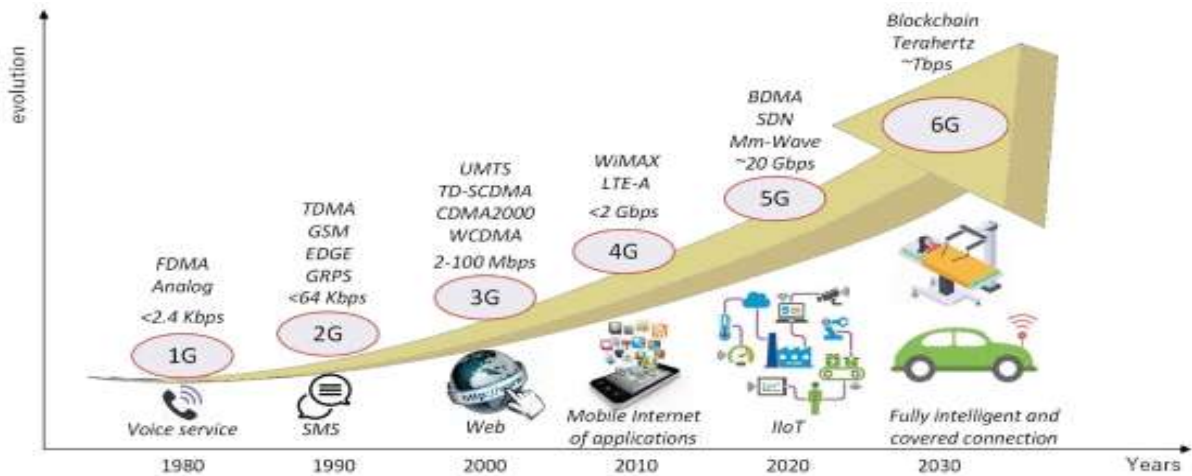 evolution
Blockchain
Terahertz
~Tbps
6G
BDMA
SDN
Mm-Wave
~20 Gbps
5G
WiMAX
LTE-A
<2 Gbps
4G
UMTS
TD-SCDMA
CDMA2000
WCDMA
2-100 Mbps
3G
TDMA
GSM
EDGE
GRPS
<64 Kbps
2G
FDMA
Analog
<2.4 Kbps
1G
http://
Voice service
SMS
Web
Mobile Internet
of applications
IIoT
Fully intelligent and
covered connection
1980 1990 2000 2010 2020 2030 Years